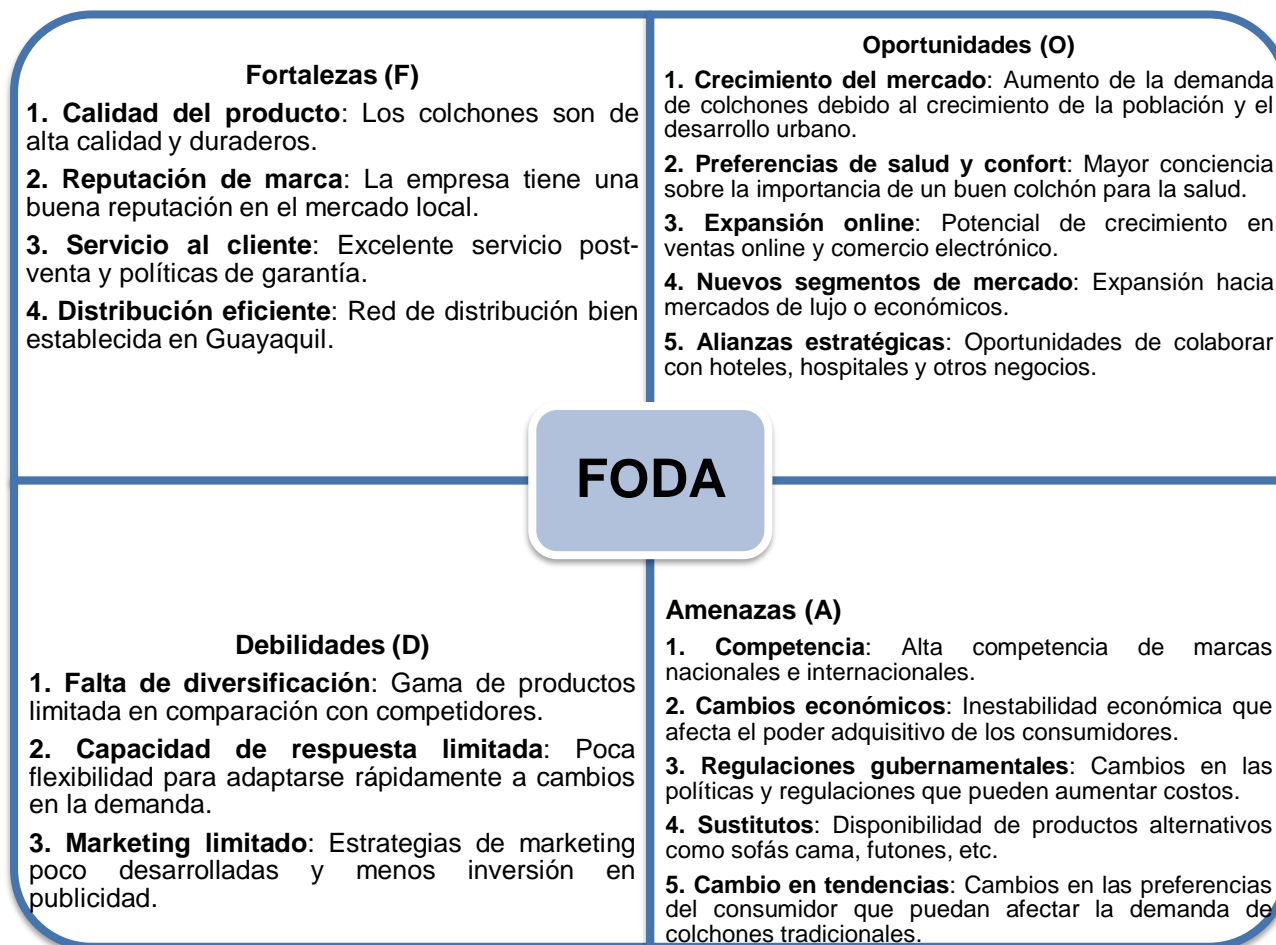 Fortalezas (F)
1. Calidad del producto: Los colchones son de
alta calidad y duraderos.
2. Reputación de marca: La empresa tiene una
buena reputación en el mercado local.
3. Servicio al cliente: Excelente servicio post-
venta y políticas de garantía.
4. Distribución eficiente: Red de distribución bien
establecida en Guayaquil.
Oportunidades (O)
1. Crecimiento del mercado: Aumento de la demanda
de colchones debido al crecimiento de la población y el
desarrollo urbano.
2. Preferencias de salud y confort: Mayor conciencia
sobre la importancia de un buen colchón para la salud.
3. Expansión online: Potencial de crecimiento en
ventas online y comercio electrónico.
4. Nuevos segmentos de mercado: Expansión hacia
mercados de lujo o económicos.
5. Alianzas estratégicas: Oportunidades de colaborar
con hoteles, hospitales y otros negocios.
FODA
Debilidades (D)
1. Falta de diversificación: Gama de productos
limitada en comparación con competidores.
2. Capacidad de respuesta limitada: Poca
flexibilidad para adaptarse rápidamente a cambios
en la demanda.
3. Marketing limitado: Estrategias de marketing
poco desarrolladas y menos inversión en
publicidad.
Amenazas (A)
1. Competencia: Alta competencia de marcas
nacionales e internacionales.
2. Cambios económicos: Inestabilidad económica que
afecta el poder adquisitivo de los consumidores.
3. Regulaciones gubernamentales: Cambios en las
políticas y regulaciones que pueden aumentar costos.
4. Sustitutos: Disponibilidad de productos alternativos
como sofás cama, futones, etc.
5. Cambio en tendencias: Cambios en las preferencias
del consumidor que puedan afectar la demanda de
colchones tradicionales.